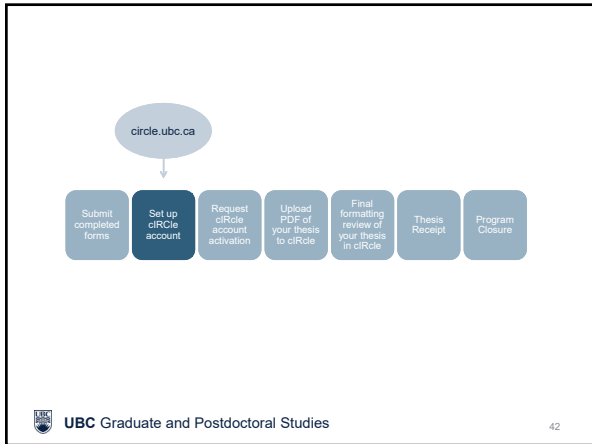 circle.ubc.ca
Submit
completed
forms
Set up
cIRCle
account
Request
cIRcle
account
activation
Upload
PDF of
your thesis
to cIRcle
Final
formatting
review of
your thesis
in cIRcle
Thesis
Receipt
Program
Closure
UBC
UBC Graduate and Postdoctoral Studies
42